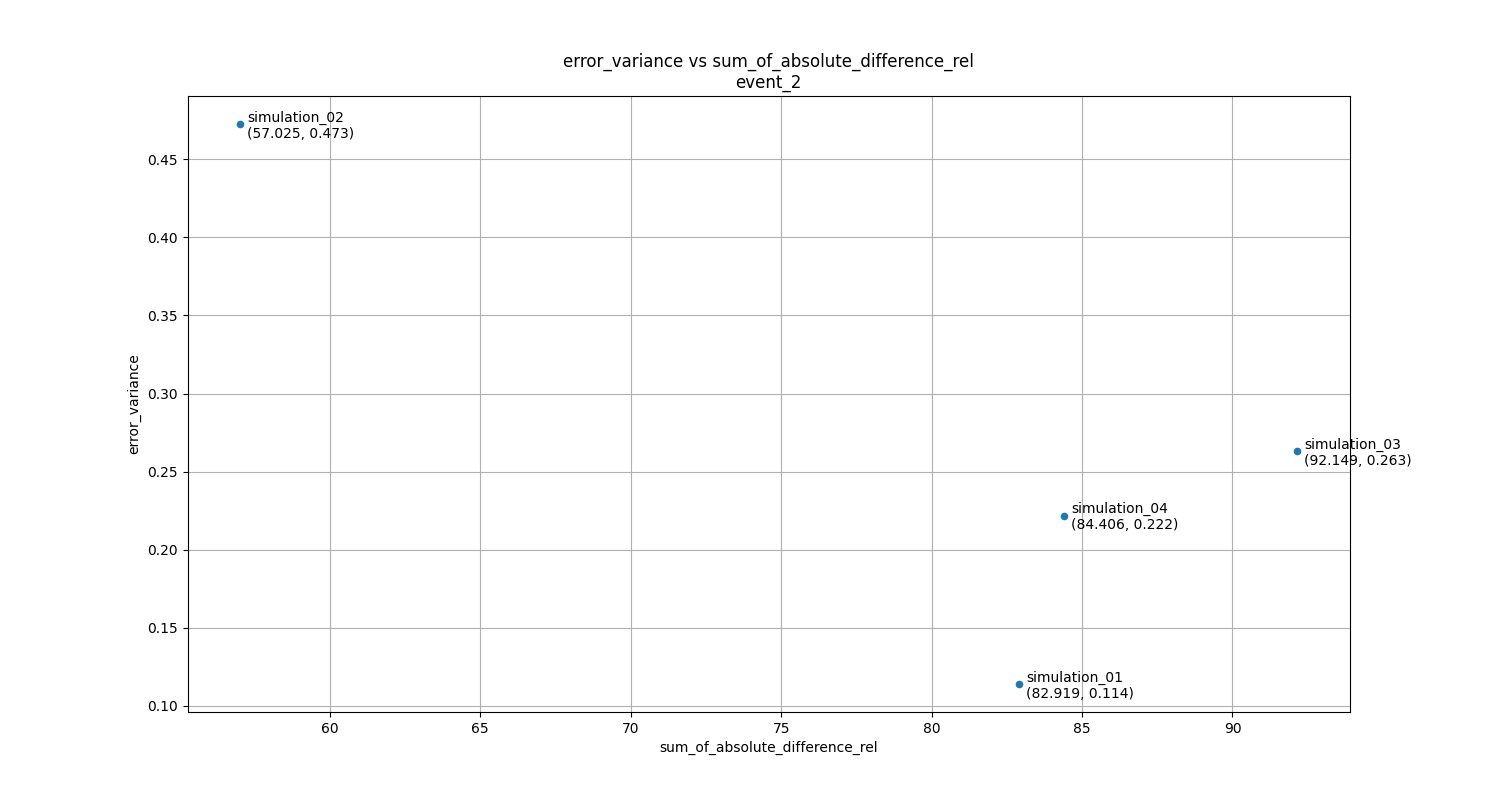 error_variance vs sum_of_absolute_difference_rel
event_2
simulation_02
(57.025, 0.473)
0.45
0.40
0.35
error_variance
0.30
simulation_03
(92.149, 0.263)
0.25
simulation_04
(84.406, 0.222)
0.20
0.15
simulation_01
(82.919, 0.114)
0.10
60 65 70 75 80 85 90
sum_of_absolute_difference_rel